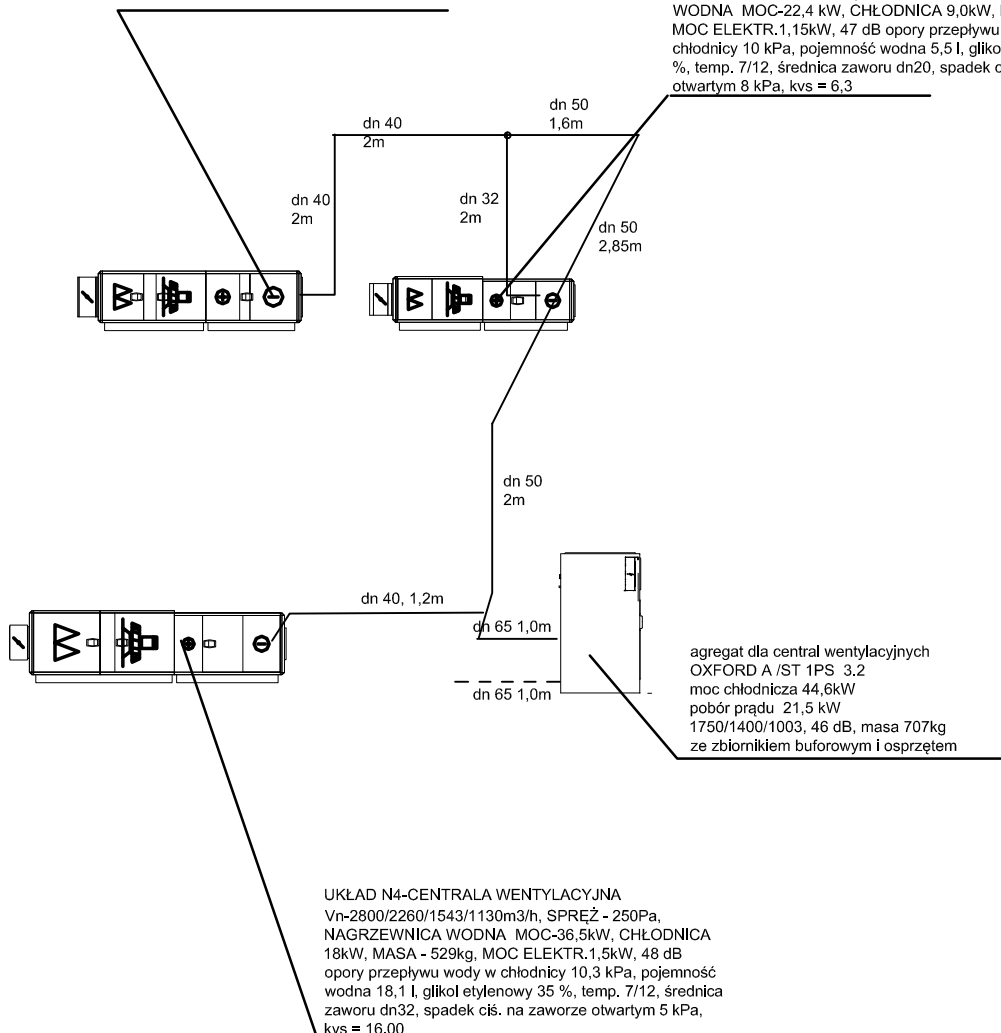 WODNA MOC-22,4 kW, CHŁODNICA 9,0kW,
MOC ELEKTR.1,15kW, 47 dB opory przepływu
chłodnicy 10 kPa, pojemność wodna 5,5 l,
%, temp. 7/12, średnica zaworu dn20, spadek
otwartym 8 kPa, kvs = 6,3
dn 40
2m
dn 50
1,6m
dn 40
2m
dn 32
2m
dn 50
2,85m
dn 50
2m
dn 40, 1,2m
dn 65 1,0m
dn 65 1,0m
agregat dla central wentylacyjnych
OXFORD A /ST 1PS 3.2
moc chłodnicza 44,6kW
pobór prądu 21,5 kW
1750/1400/1003, 46 dB, masa 707kg
ze zbiornikiem buforowym i osprzętem
UKŁAD N4-CENTRALA WENTYLACYJNA
Vn-2800/2260/1543/1130m3/h, SPRĘŻ - 250Pa,
NAGRZEWNICA WODNA MOC-36,5kW, CHŁODNICA
18kW, MASA - 529kg, MOC ELEKTR.1,5kW, 48 dB
opory przepływu wody w chłodnicy 10,3 kPa, pojemność
wodna 18,1 l, glikol etylenowy 35 %, temp. 7/12, średnica
zaworu dn32, spadek ciś. na zaworze otwartym 5 kPa,
kvs = 16,00